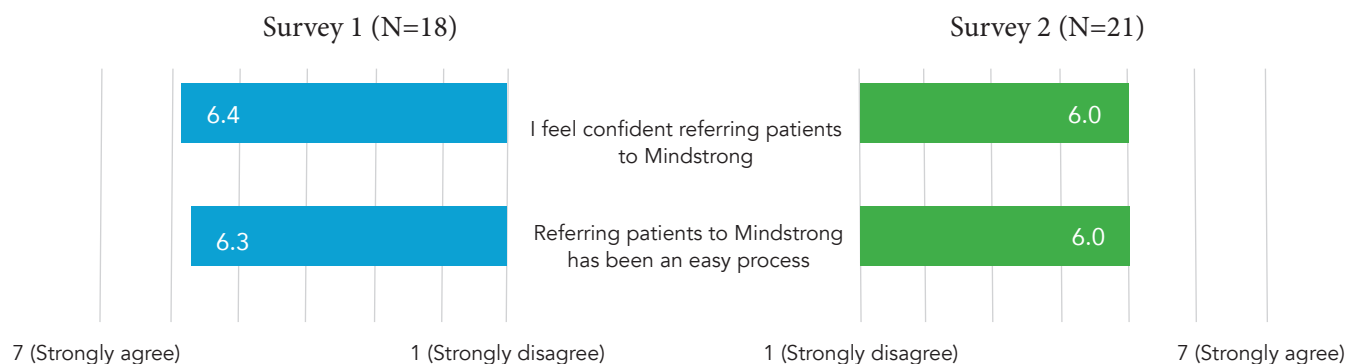 Survey 1 (N=18)
Survey 2 (N=21)
6.4
I feel confident referring patients
to Mindstrong
6.0
6.3
Referring patients to Mindstrong
has been an easy process
6.0
7 (Strongly agree)
1 (Strongly disagree)
1 (Strongly disagree)
7 (Strongly agree)